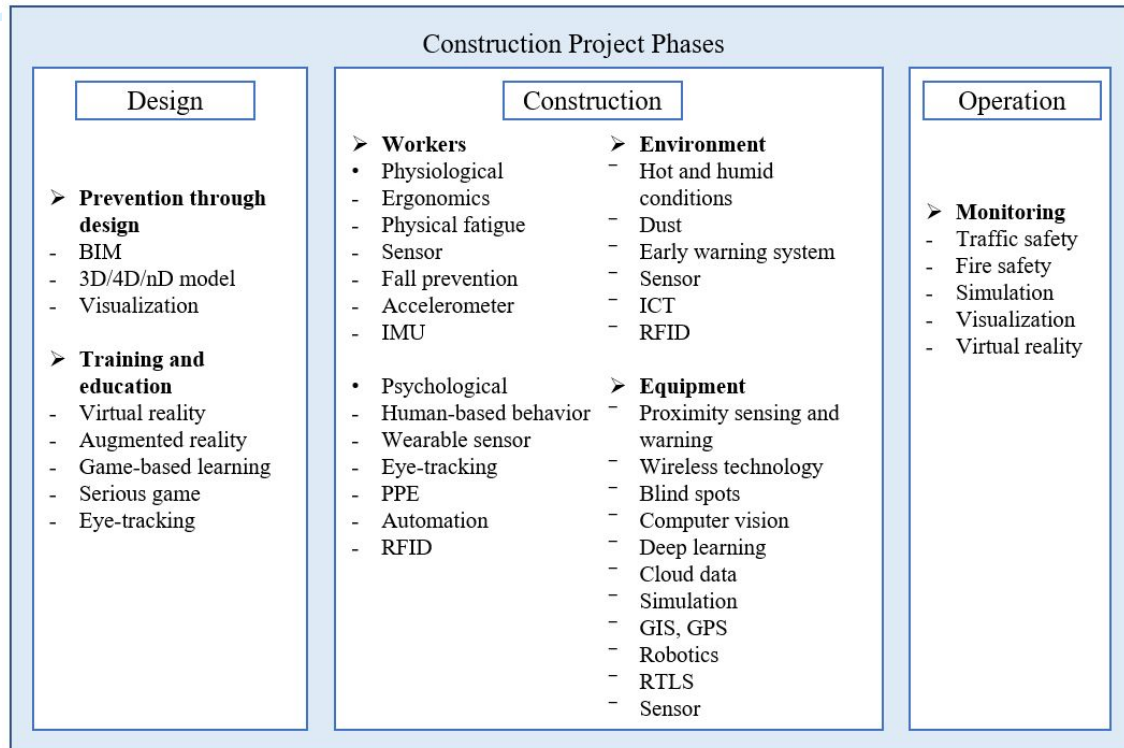 Construction Project Phases
Design
➢ Prevention through
design
- BIM
- 3D/4D/nD model
- Visualization
➢ Training and
education
- Virtual reality
- Augmented reality
- Game-based learning
- Serious game
- Eye-tracking
Construction
➢ Workers
• Physiological
- Ergonomics
- Physical fatigue
- Sensor
- Fall prevention
- Accelerometer
- IMU
• Psychological
- Human-based behavior
- Wearable sensor
- Eye-tracking
- PPE
- Automation
- RFID
➢ Environment
- Hot and humid
conditions
- Dust
- Early warning system
- Sensor
- ICT
- RFID
➢ Equipment
- Proximity sensing and
warning
- Wireless technology
- Blind spots
- Computer vision
- Deep learning
- Cloud data
- Simulation
- GIS, GPS
- Robotics
- RTLS
- Sensor
Operation
➢ Monitoring
- Traffic safety
- Fire safety
- Simulation
- Visualization
- Virtual reality